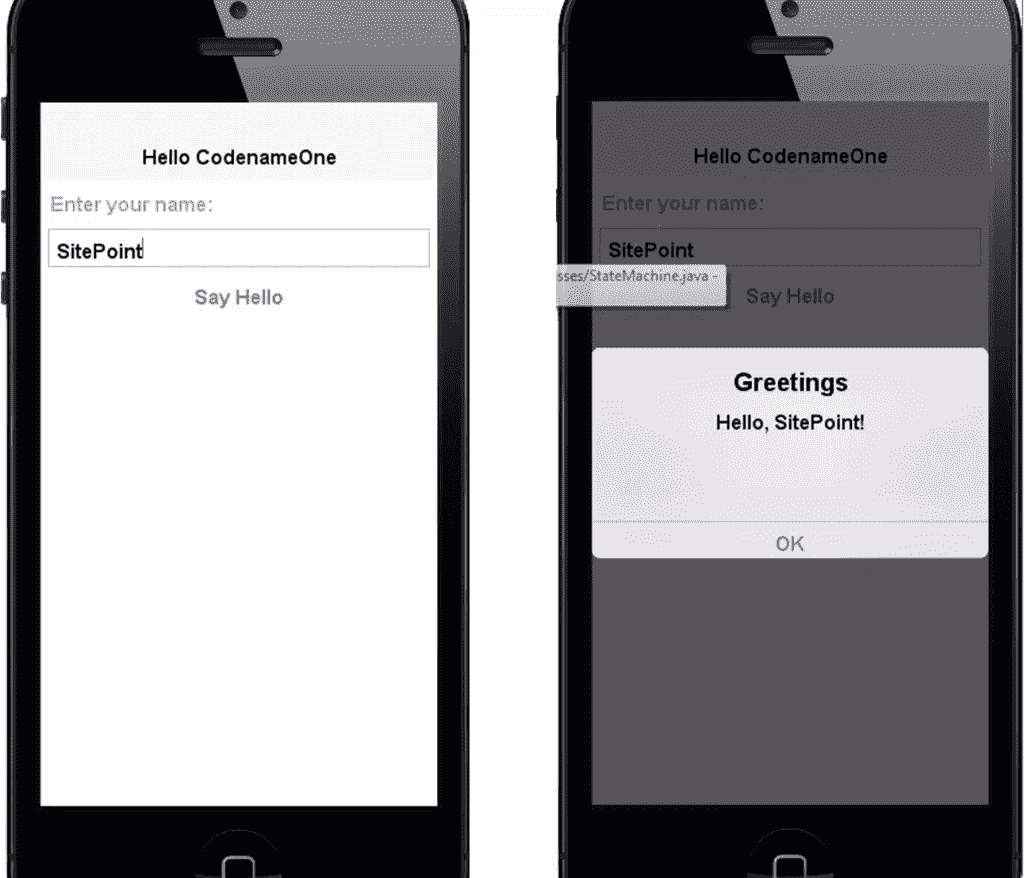 Hello CodenameOne
Enter your name:
SitePoint
Say Hello
Hello CodenameOne
Enter your name:
SitePoint
sses/StateMachine.java -
Say Hello
Greetings
Hello, SitePoint!
OK